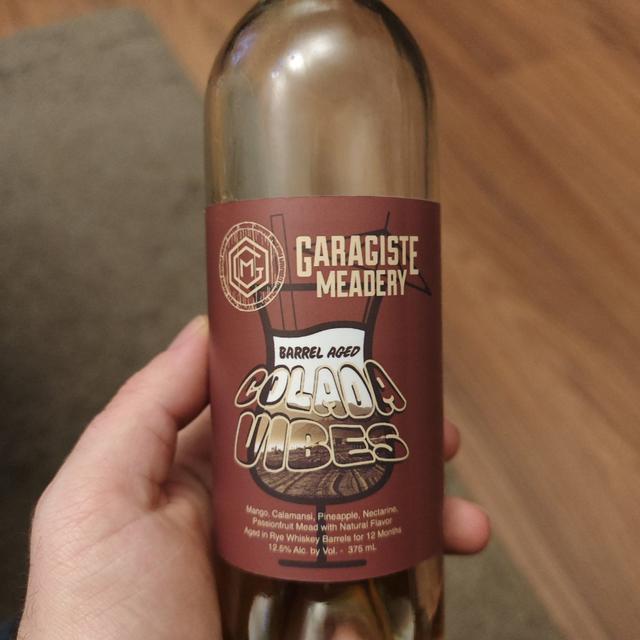 GARAGISTE
MEADERY
BARREL AGED
COLADA
VIBES
Mango, Calamansi, Pineapple, Nectarine,
Passionfruit Mead with Natural Flavor
Aged in Rye Whiskey Barrels for 12 Months
12.5% Alc. by Vol. - 375 mL